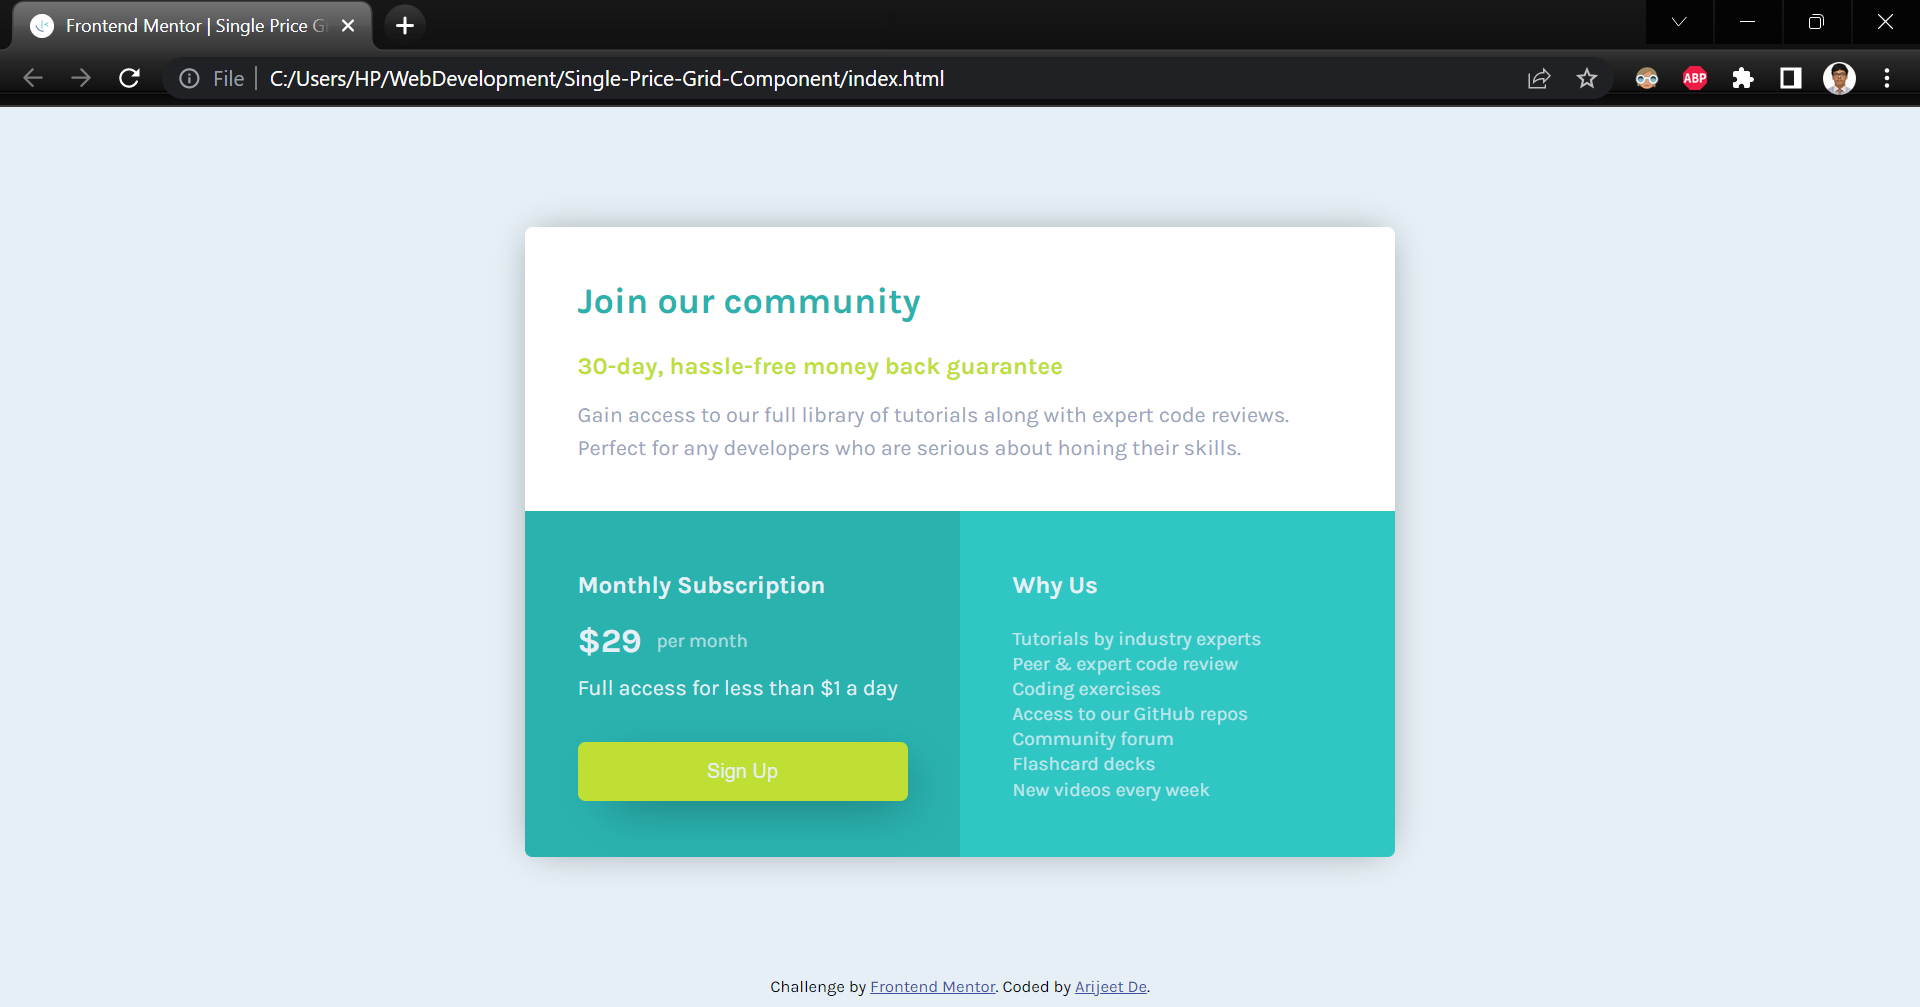 Frontend Mentor | Single Price Gr
File
C:/Users/HP/WebDevelopment/Single-Price-Grid-Component/index.html
ABP
Join our community
30-day, hassle-free money back guarantee
Gain access to our full library of tutorials along with expert code reviews.
Perfect for any developers who are serious about honing their skills.
Monthly Subscription
$29 per month
Full access for less than $1 a day
Sign Up
Why Us
Tutorials by industry experts
Peer & expert code review
Coding exercises
Access to our GitHub repos
Community forum
Flashcard decks
New videos every week
Challenge by Frontend Mentor. Coded by Arijeet De.